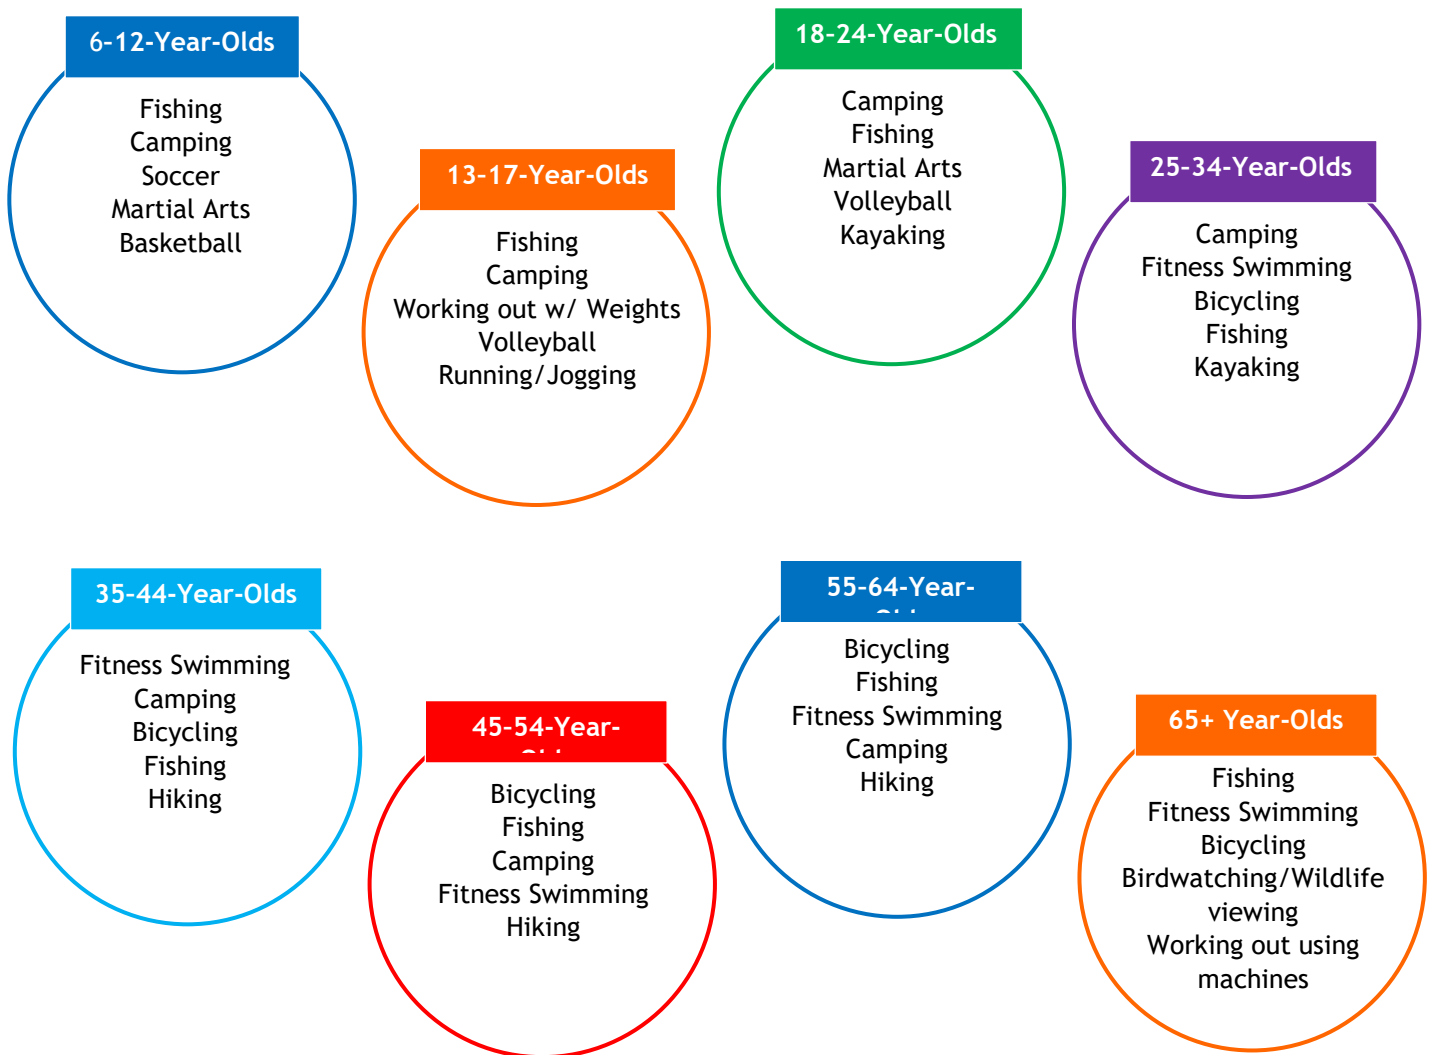 6-12-Year-Olds
Fishing
Camping
Soccer
Martial Arts
Basketball
13-17-Year-Olds
Fishing
Camping
Working out w/ Weights
Volleyball
Running/Jogging
18-24-Year-Olds
Camping
Fishing
Martial Arts
Volleyball
Kayaking
25-34-Year-Olds
Camping
Fitness Swimming
Bicycling
Fishing
Kayaking
35-44-Year-Olds
Fitness Swimming
Camping
Bicycling
Fishing
Hiking
45-54-Year-
Bicycling
Fishing
Camping
Fitness Swimming
Hiking
55-64-Year-
Bicycling
Fishing
Fitness Swimming
Camping
Hiking
65+ Year-Olds
Fishing
Fitness Swimming
Bicycling
Birdwatching/Wildlife
viewing
Working out using
machines